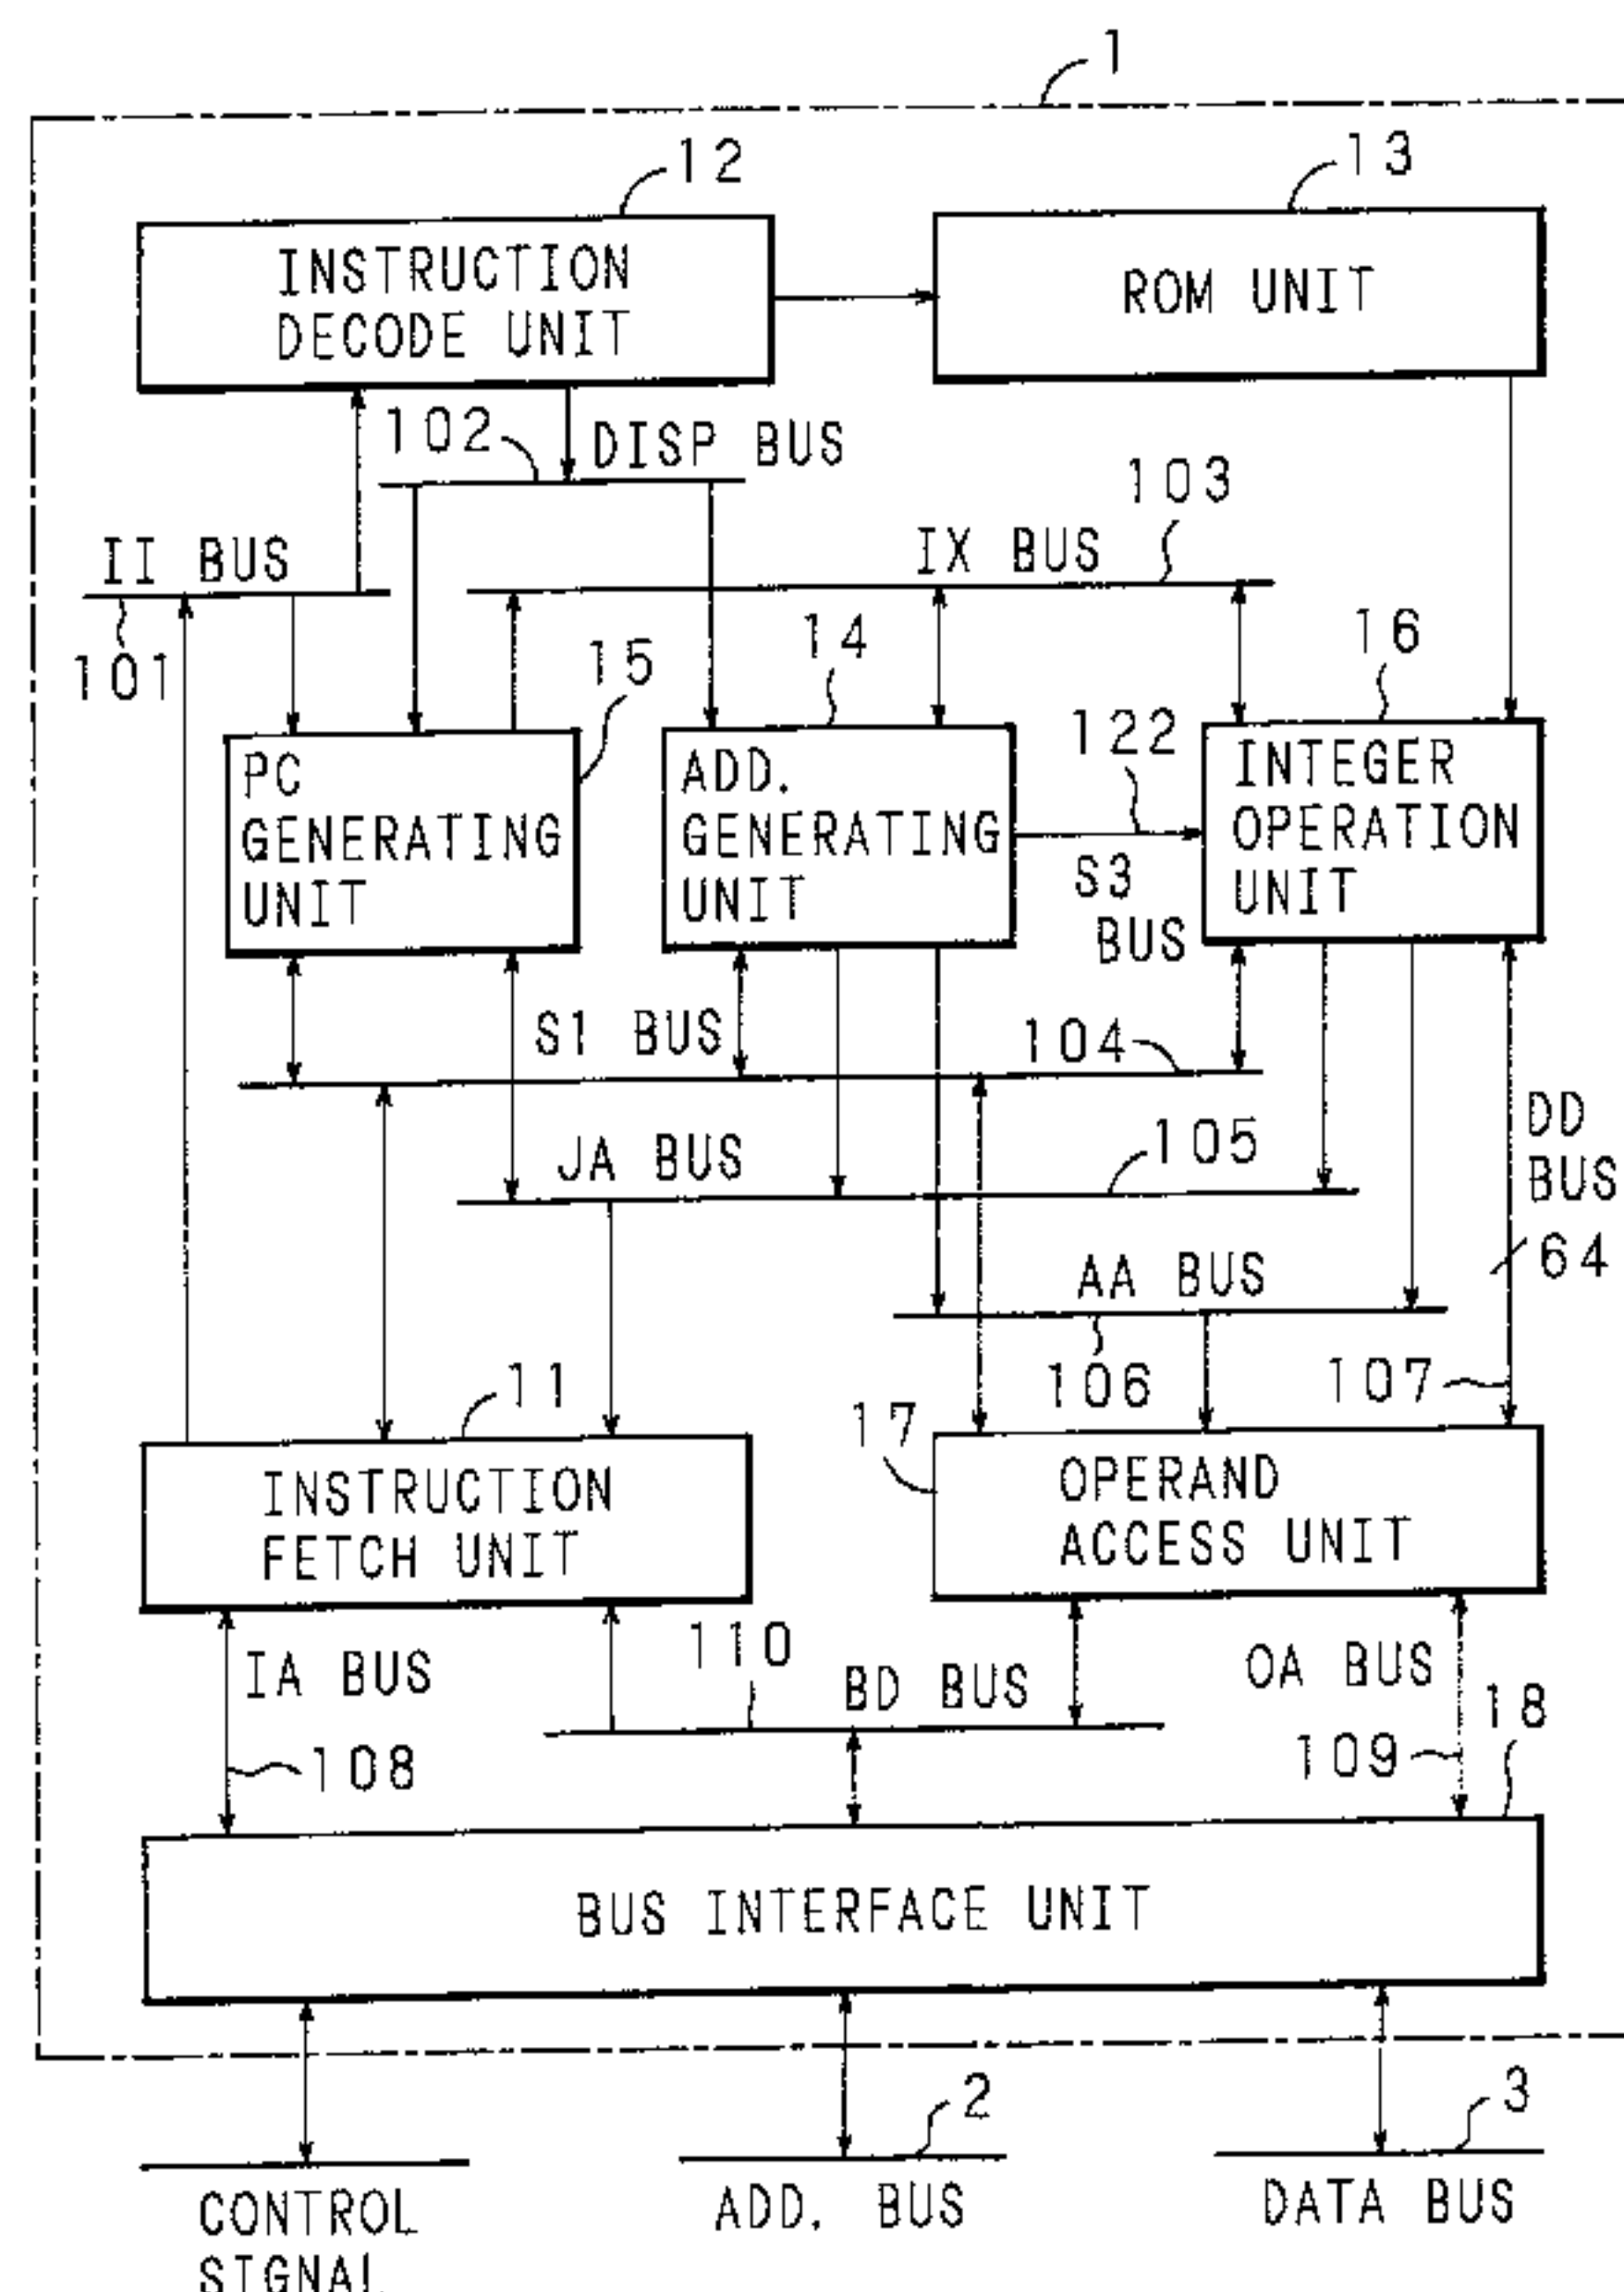 1
12
13
INSTRUCTION
DECODE UNIT
ROM UNIT
102
DISP BUS
103
II BUS
IX BUS
101
15
14
16
122
PC
GENERATING
UNIT
ADD.
GENERATING
UNIT
INTEGER
OPERATION
UNIT
S3
BUS
S1 BUS
104
DD
BUS
JA BUS
105
64
AA BUS
106
107
11
17
INSTRUCTION
FETCH UNIT
OPERAND
ACCESS UNIT
IA BUS
110
BD BUS
OA BUS
18
108
109
BUS INTERFACE UNIT
2
3
CONTROL
SIGNAL
ADD. BUS
DATA BUS